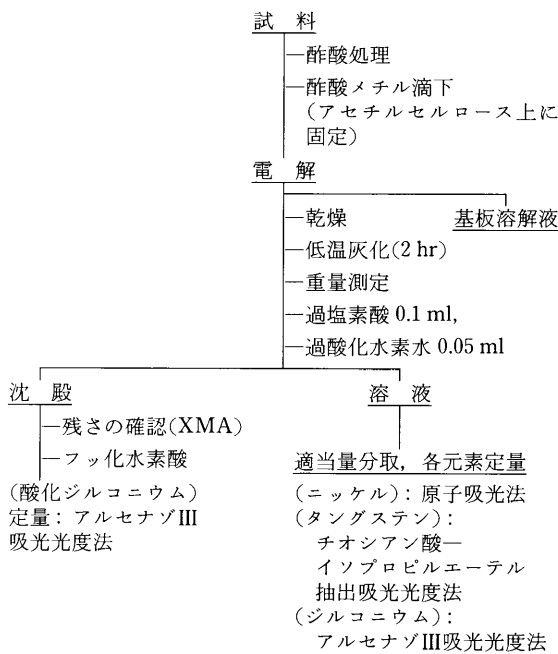 試料
酢酸処理
酢酸メチル滴下
(アセチルセルロース上に
固定)
電解
基板溶解液
乾燥
低温灰化(2 hr)
重量測定
過塩素酸 0.1 ml,
過酸化水素水 0.05 ml
沈殿
残さの確認(XMA)
フッ化水素酸
(酸化ジルコニウム)
定量: アルセナゾIII
吸光光度法
溶液
適当量分取, 各元素定量
(ニッケル): 原子吸光法
(タングステン):
チオシアン酸―
イソプロピルエーテル
抽出吸光光度法
(ジルコニウム):
アルセナゾIII吸光光度法